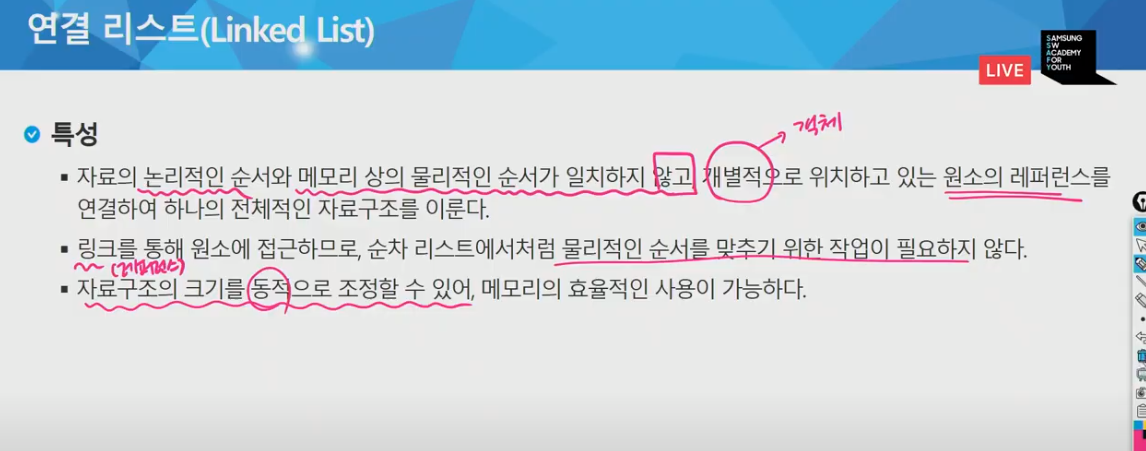 연결 리스트(Linked List)
LIVE
SAMSUNG
SW
ACADEMY
FOR
YOUTH
특성
객체
▪ 자료의 논리적인 순서와 메모리 상의 물리적인 순서가 일치하지 않고 개별적으로 위치하고 있는 원소의 레퍼런스를
연결하여 하나의 전체적인 자료구조를 이룬다.
▪ 링크를 통해 원소에 접근하므로, 순차 리스트에서처럼 물리적인 순서를 맞추기 위한 작업이 필요하지 않다.
(레퍼런스)
▪ 자료구조의 크기를 동적으로 조정할 수 있어, 메모리의 효율적인 사용이 가능하다.